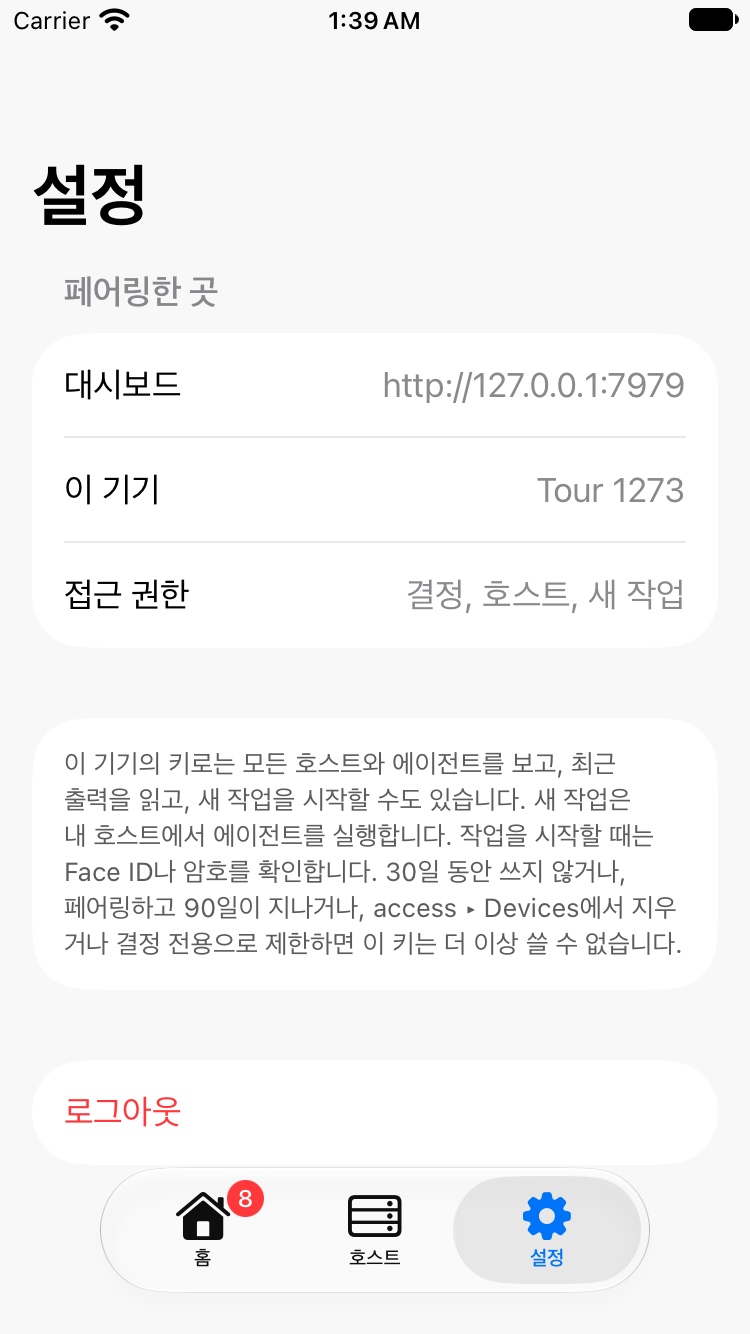 Carrier 1:39 AM
설정
페어링한 곳
대시보드 http://127.0.0.1:7979
이 기기 Tour 1273
접근 권한 결정, 호스트, 새 작업
이 기기의 키로는 모든 호스트와 에이전트를 보고, 최근
출력을 읽고, 새 작업을 시작할 수도 있습니다. 새 작업은
내 호스트에서 에이전트를 실행합니다. 작업을 시작할 때는
Face ID나 암호를 확인합니다. 30일 동안 쓰지 않거나,
페어링하고 90일이 지나거나, access ▸ Devices에서 지우
거나 결정 전용으로 제한하면 이 키는 더 이상 쓸 수 없습니다.
로그아웃
8
홈 호스트 설정